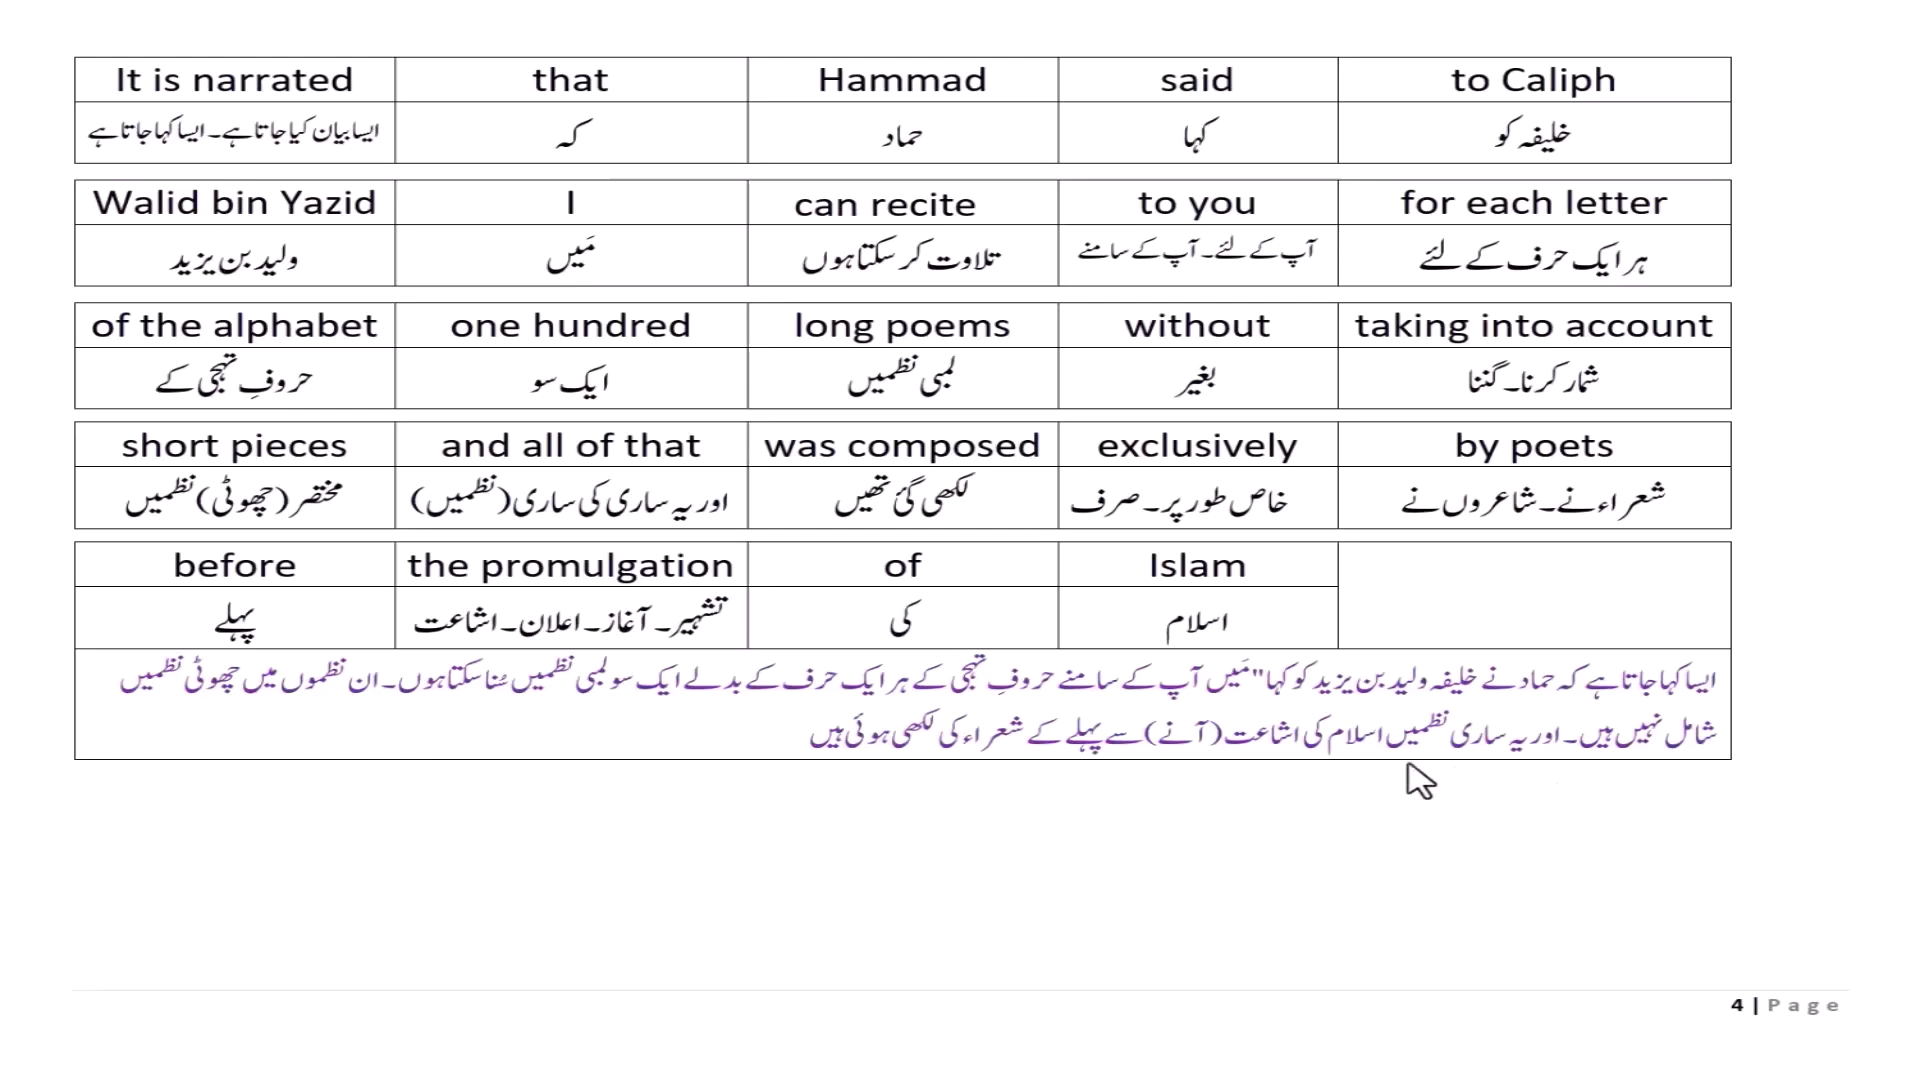 It is narrated that Hammad said to Caliph
ایسا بیان کیا جاتا ہے۔ ایسا کہا جاتا ہے کہ حماد کہا خلیفہ کو
Walid bin Yazid I can recite to you for each letter
ولید بن یزید مَیں تلاوت کر سکتا ہوں آپ کے لئے۔ آپ کے سامنے ہر ایک حرف کے لئے
of the alphabet one hundred long poems without taking into account
حروفِ تہجی کے ایک سو لمبی نظمیں بغیر شمار کرنا۔ گننا
short pieces and all of that was composed exclusively by poets
مختصر (چھوٹی) نظمیں اور یہ ساری کی ساری (نظمیں) لکھی گئ تھیں خاص طور پر۔ صرف شعراء نے۔ شاعروں نے
before the promulgation of Islam
پہلے تشہیر۔ آغاز۔ اعلان۔ اشاعت کی اسلام
ایسا کہا جاتا ہے کہ حماد نے خلیفہ ولید بن یزید کو کہا "مَیں آپ کے سامنے حروفِ تہجی کے ہر ایک حرف کے بدلے ایک سو لمبی نظمیں سُنا سکتا ہوں۔ ان نظموں میں چھوٹی نظمیں
شامل نہیں ہیں۔ اور یہ ساری نظمیں اسلام کی اشاعت (آنے) سے پہلے کے شعراء کی لکھی ہوئی ہیں
4 | Page